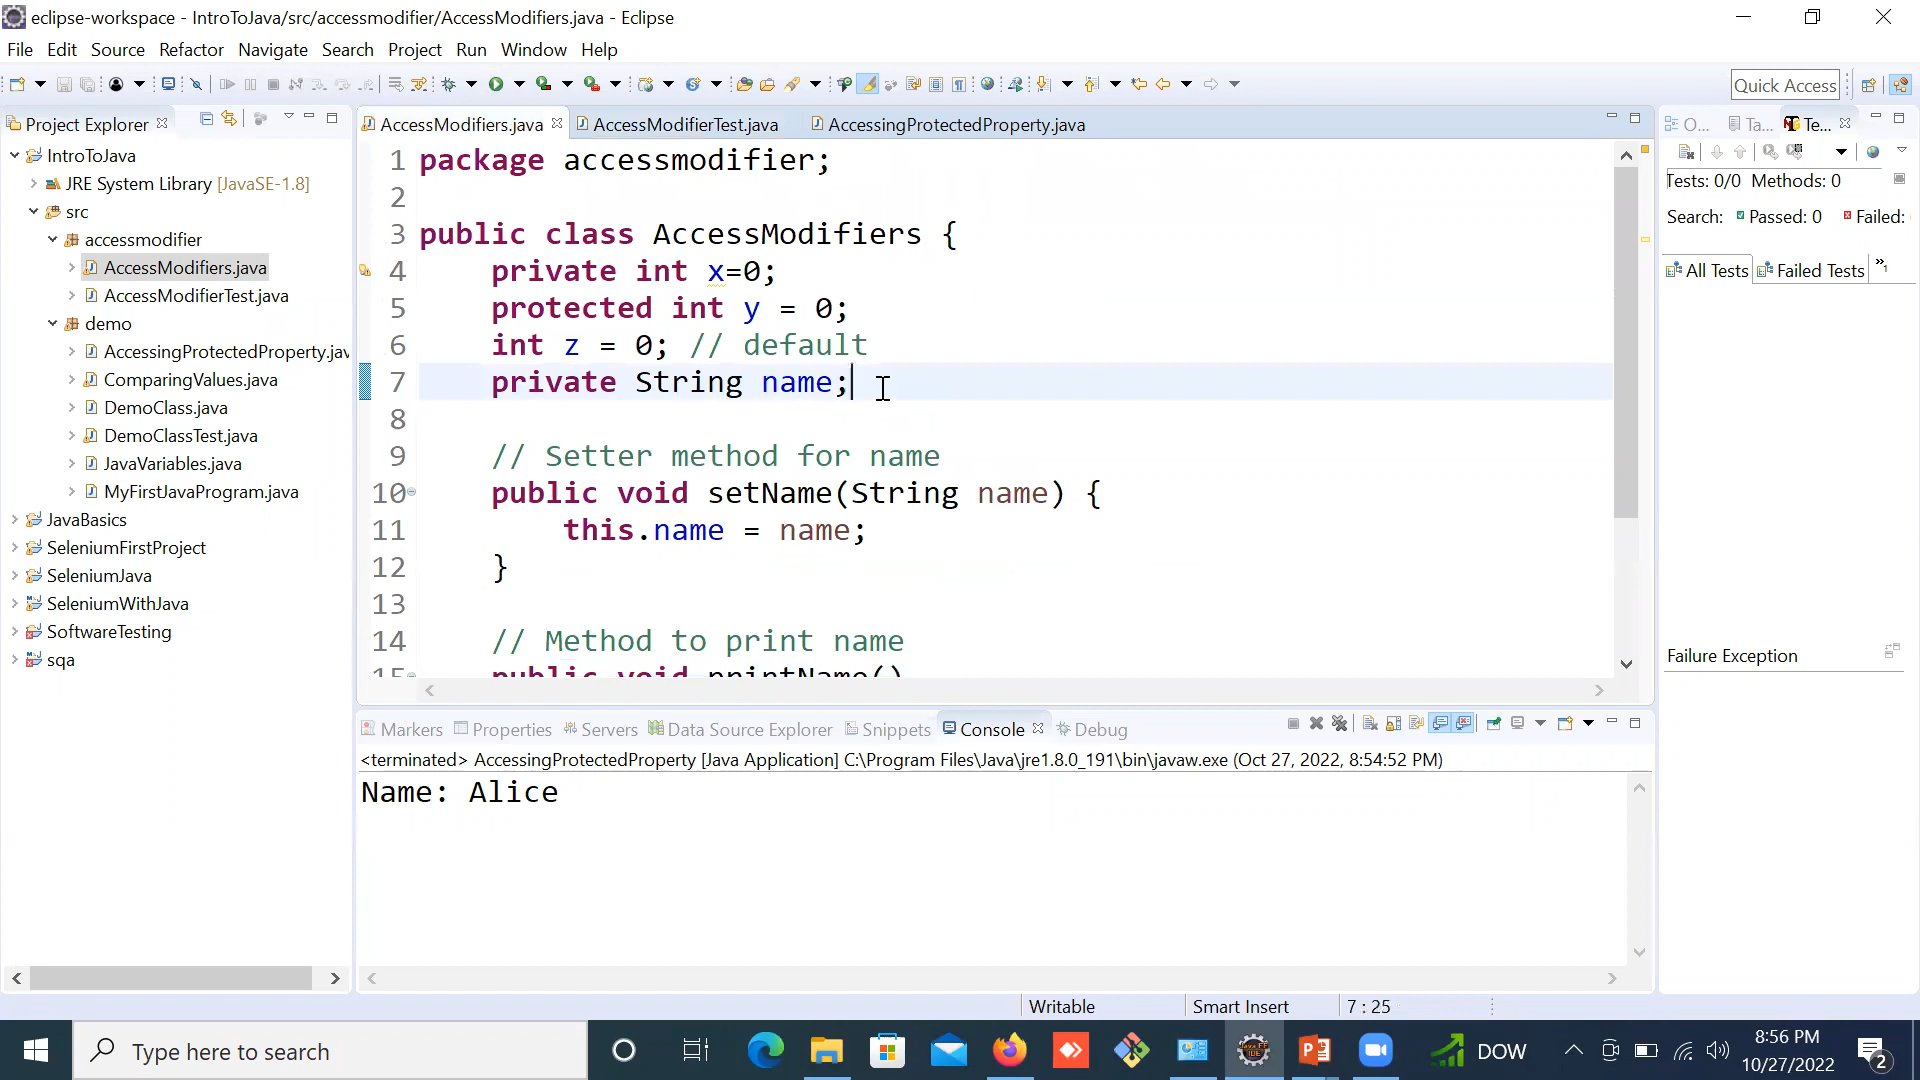 eclipse-workspace - IntroToJava/src/accessmodifier/AccessModifiers.java - Eclipse
File Edit Source Refactor Navigate Search Project Run Window Help
Quick Access
Project Explorer
IntroToJava
JRE System Library [JavaSE-1.8]
src
accessmodifier
AccessModifiers.java
AccessModifierTest.java
demo
AccessingProtectedProperty.jav
ComparingValues.java
DemoClass.java
DemoClassTest.java
JavaVariables.java
MyFirstJavaProgram.java
JavaBasics
SeleniumFirstProject
SeleniumJava
SeleniumWithJava
SoftwareTesting
sqa
AccessModifiers.java AccessModifierTest.java AccessingProtectedProperty.java
1 package accessmodifier;
2
3 public class AccessModifiers {
4 private int x=0;
5 protected int y = 0;
6 int z = 0; // default
7 private String name;
8
9 // Setter method for name
10 public void setName(String name) {
11 this.name = name;
12 }
13
14 // Method to print name
15 public void printName()
Markers Properties Servers Data Source Explorer Snippets Console Debug
<terminated> AccessingProtectedProperty [Java Application] C:\Program Files\Java\jre1.8.0_191\bin\javaw.exe (Oct 27, 2022, 8:54:52 PM)
Name: Alice
O... Ta... Te...
Tests: 0/0 Methods: 0
Search: Passed: 0 Failed:
All Tests Failed Tests "1
Failure Exception
Writable Smart Insert 7 : 25
Type here to search
DOW
8:56 PM
10/27/2022
2